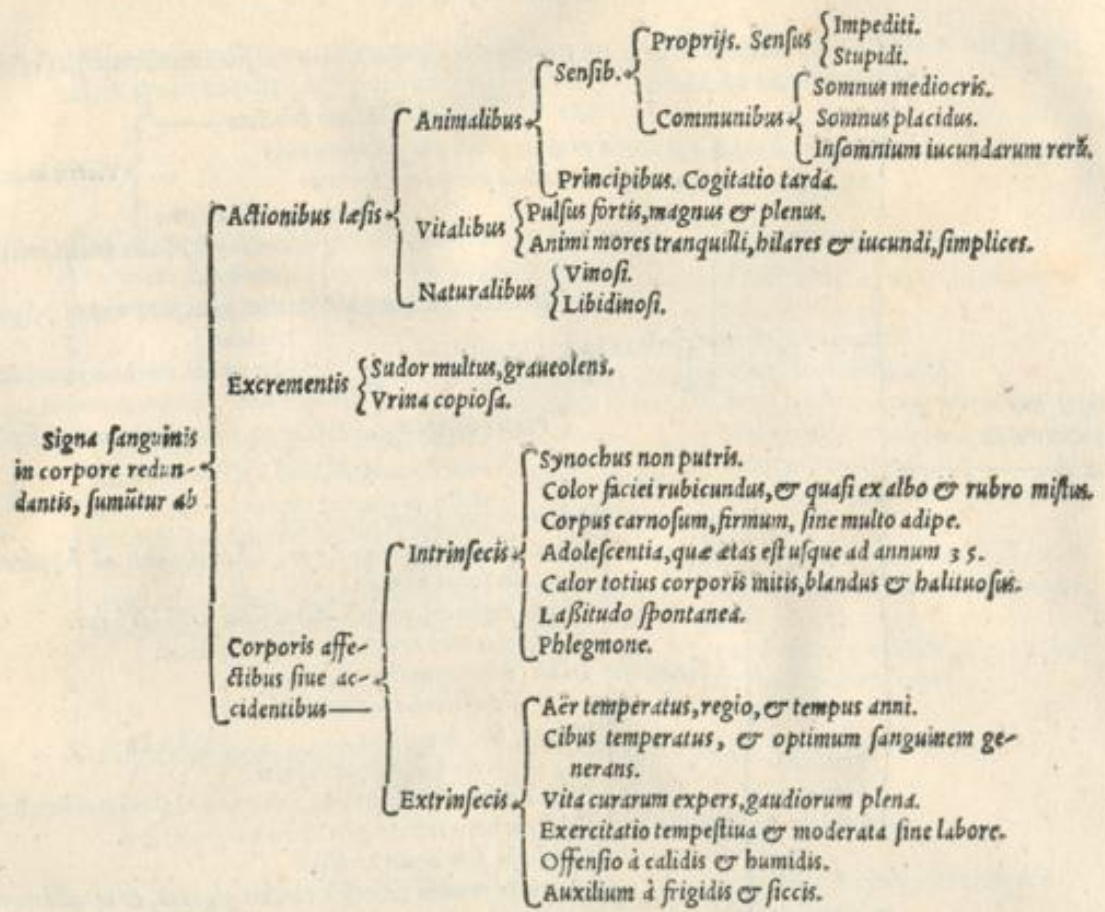 Proprijs. Senſus
Impediti.
Stupidi.
Senſib.
Communibus
Somnus mediocris.
Somnus placidus.
Inſomnium iucundarum rerū.
Animalibus
Principibus. Cogitatio tarda.
Actionibus læſis
Vitalibus
Pulſus fortis, magnus & plenus.
Animi mores tranquilli, hilares & iucundi, ſimplices.
Naturalibus
Vinoſi.
Libidinoſi.
Excrementis
Sudor multus, graueolens.
Vrina copioſa.
Signa ſanguinis
in corpore redun-
dantis, ſumūtur ab
Corporis affe-
ctibus ſiue ac-
cidentibus
Intrinſecis
Synochus non putris.
Color faciei rubicundus, & quaſi ex albo & rubro miſtus.
Corpus carnoſum, firmum, ſine multo adipe.
Adoleſcentia, quæ ætas eſt uſque ad annum 35.
Calor totius corporis mitis, blandus & halituoſus.
Laßitudo ſpontanea.
Phlegmone.
Extrinſecis
Aër temperatus, regio, & tempus anni.
Cibus temperatus, & optimum ſanguinem ge-
nerans.
Vita curarum expers, gaudiorum plena.
Exercitatio tempeſtiua & moderata ſine labore.
Offenſio à calidis & humidis.
Auxilium à frigidis & ſiccis.